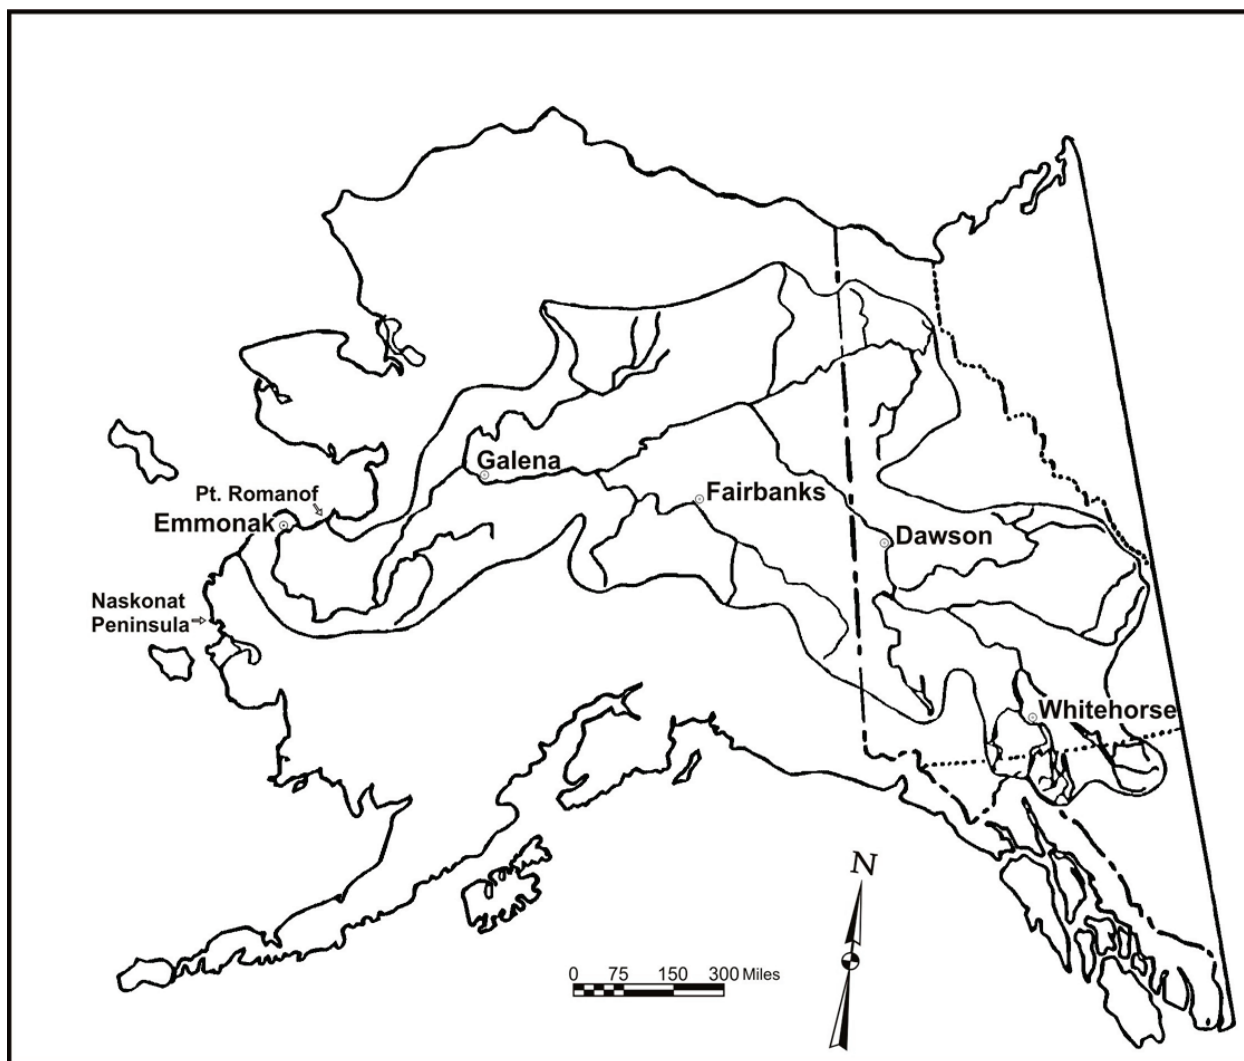 Galena
Pt. Romanof
Fairbanks
Emmonak
Dawson
Naskonat
Peninsula
Whitehorse
N
0 75 150 300 Miles